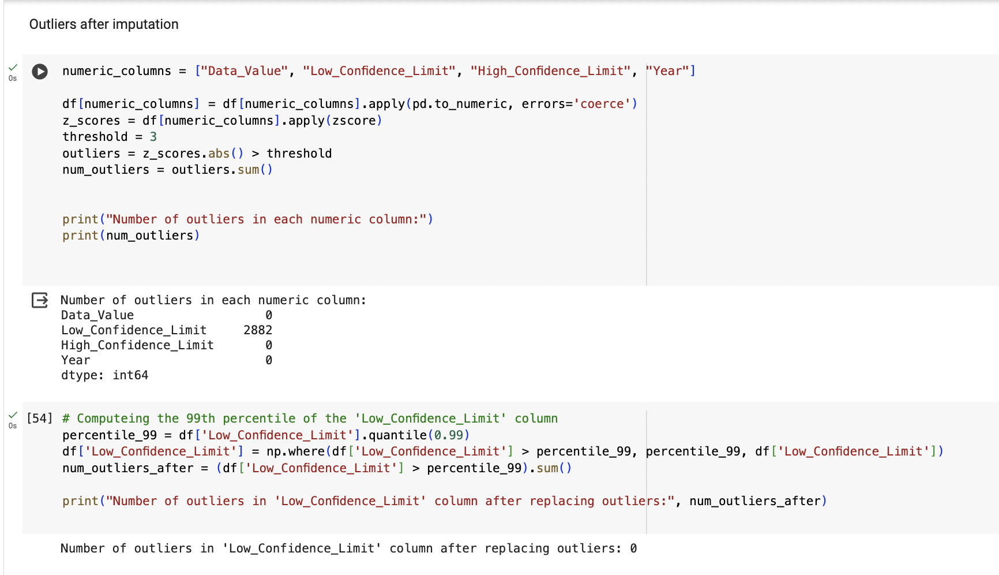 Outliers after imputation
0s
numeric_columns = ["Data_Value", "Low_Confidence_Limit", "High_Confidence_Limit", "Year"]
df[numeric_columns] = df[numeric_columns].apply(pd.to_numeric, errors='coerce')
z_scores = df[numeric_columns].apply(zscore)
threshold = 3
outliers = z_scores.abs() > threshold
num_outliers = outliers.sum()
print("Number of outliers in each numeric column:")
print(num_outliers)
Number of outliers in each numeric column:
Data_Value 0
Low_Confidence_Limit 2882
High_Confidence_Limit 0
Year 0
dtype: int64
0s
[54] # Computeing the 99th percentile of the 'Low_Confidence_Limit' column
percentile_99 = df['Low_Confidence_Limit'].quantile(0.99)
df['Low_Confidence_Limit'] = np.where(df['Low_Confidence_Limit'] > percentile_99, percentile_99, df['Low_Confidence_Limit'])
num_outliers_after = (df['Low_Confidence_Limit'] > percentile_99).sum()
print("Number of outliers in 'Low_Confidence_Limit' column after replacing outliers:", num_outliers_after)
Number of outliers in 'Low_Confidence_Limit' column after replacing outliers: 0